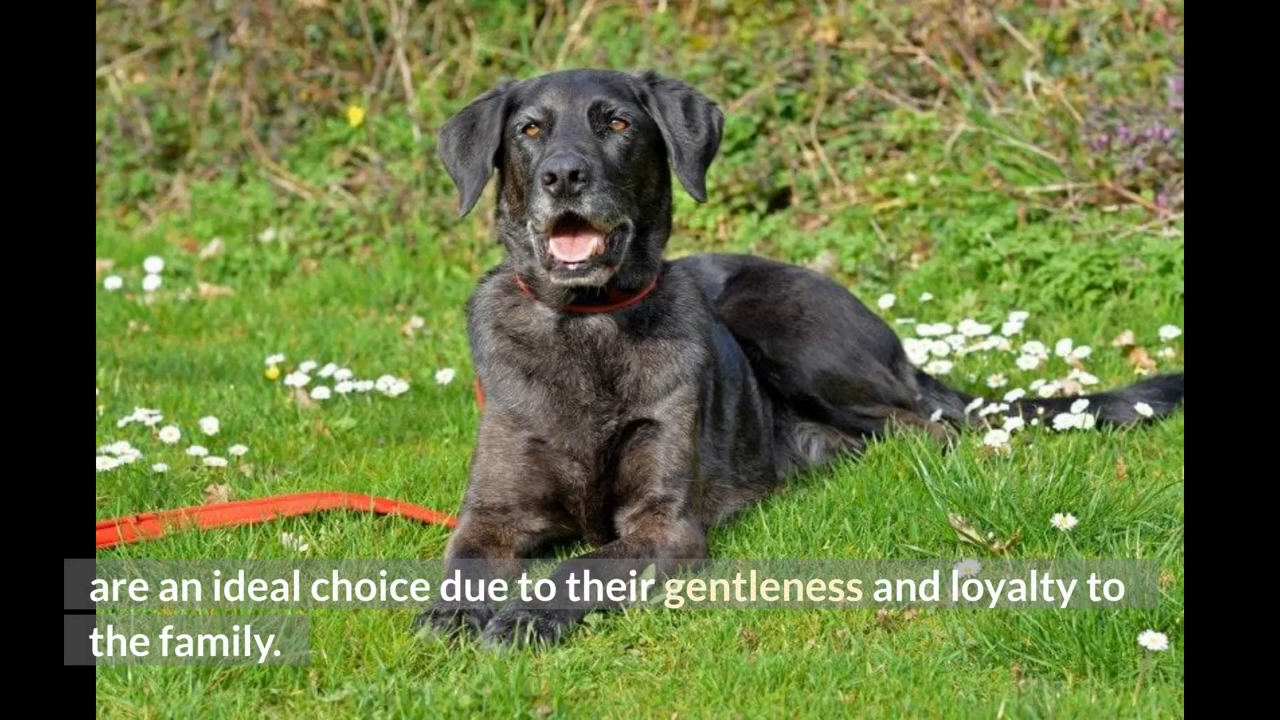 are an ideal choice due to their gentleness and loyalty to
the family.